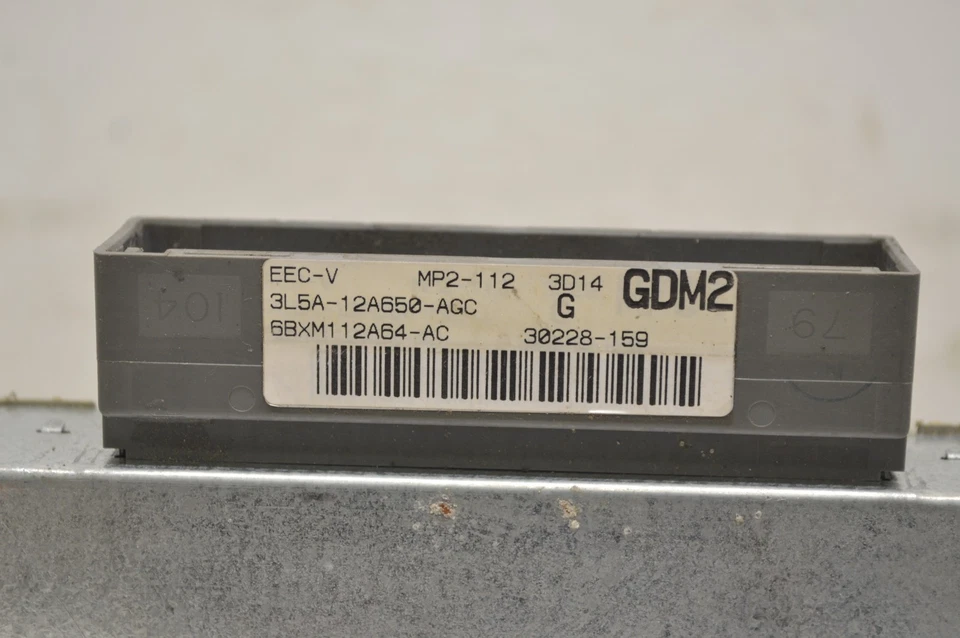 EEC-V MP2-112 3D14 GDM2
3L5A-12A650-AGC G
6BXM112A64-AC 30228-159
104
79
N